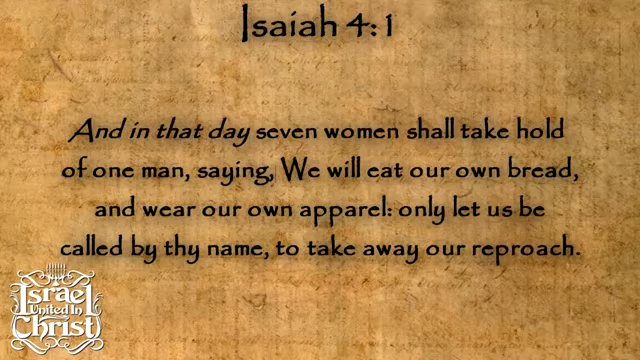 Isaiah 4:1
And in that day seven women shall take hold
of one man, saying, We will eat our own bread,
and wear our own apparel: only let us be
called by thy name, to take away our reproach.
Israel
United In
Christ